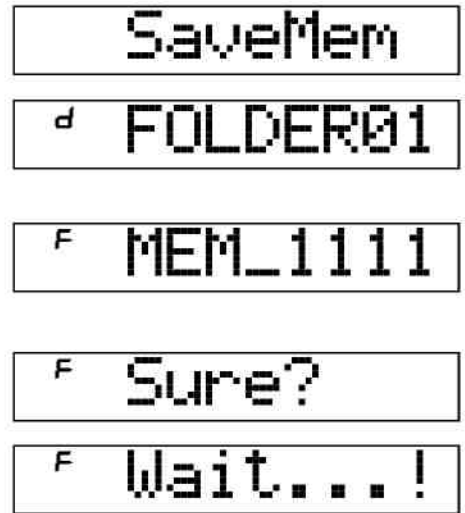 SaveMem
d FOLDER01
F MEM_1111
F Sure?
F Wait...!